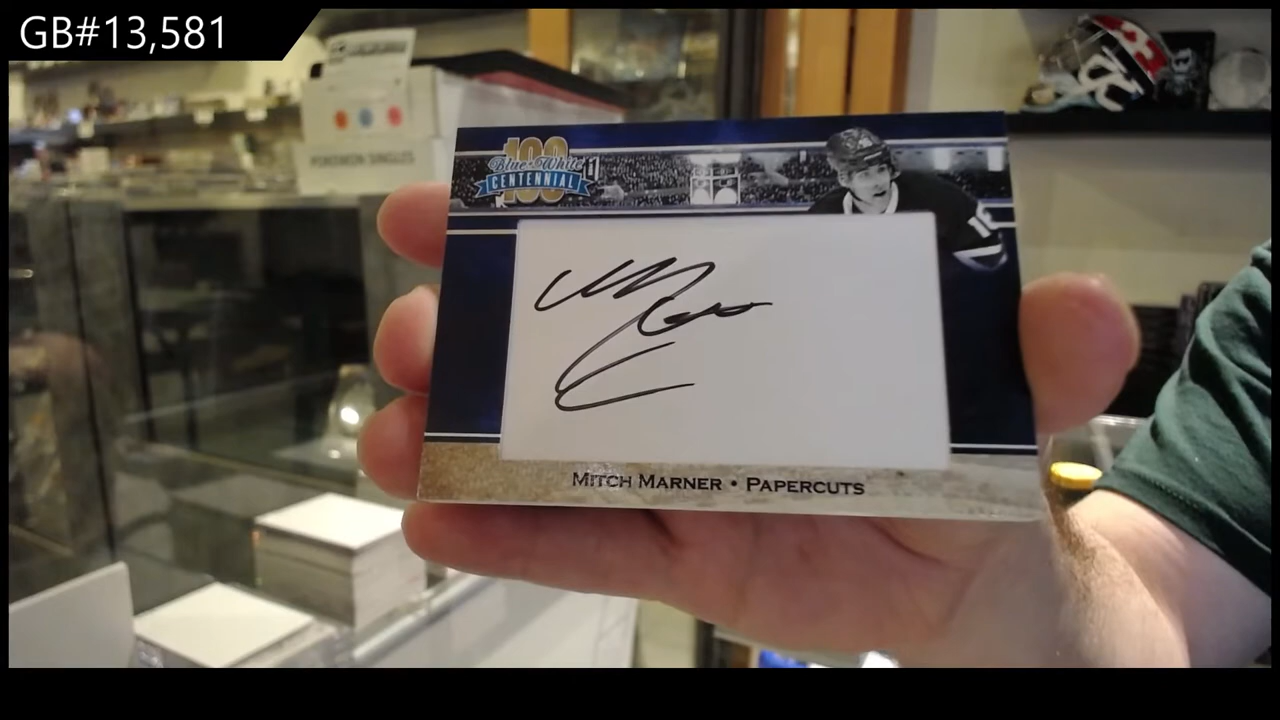 GB#13,581
POKEMON SINGLES
100
Blue & White
CENTENNIAL
MITCH MARNER • PAPERCUTS